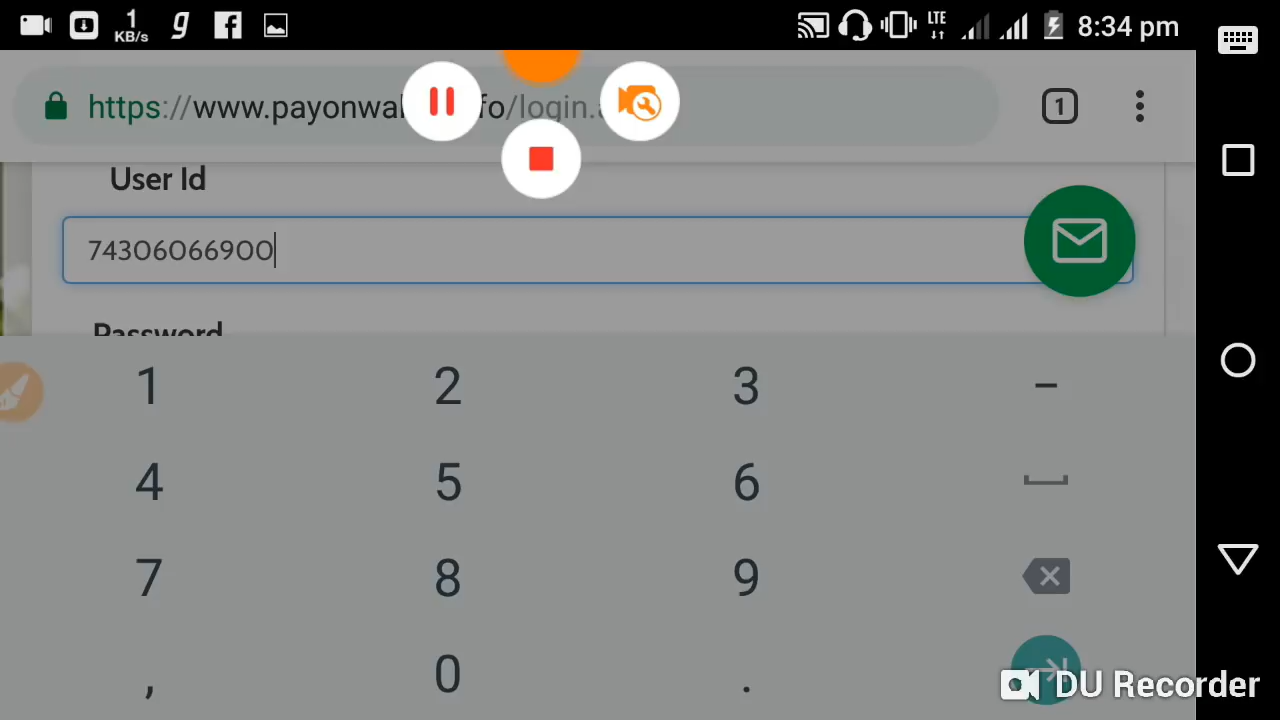 1
KB/s
g
f
LTE
8:34 pm
https://www.payonwal fo/login.
1
User Id
74306066900
Password
1 2 3 –
4 5 6
7 8 9
, 0 .
DU Recorder